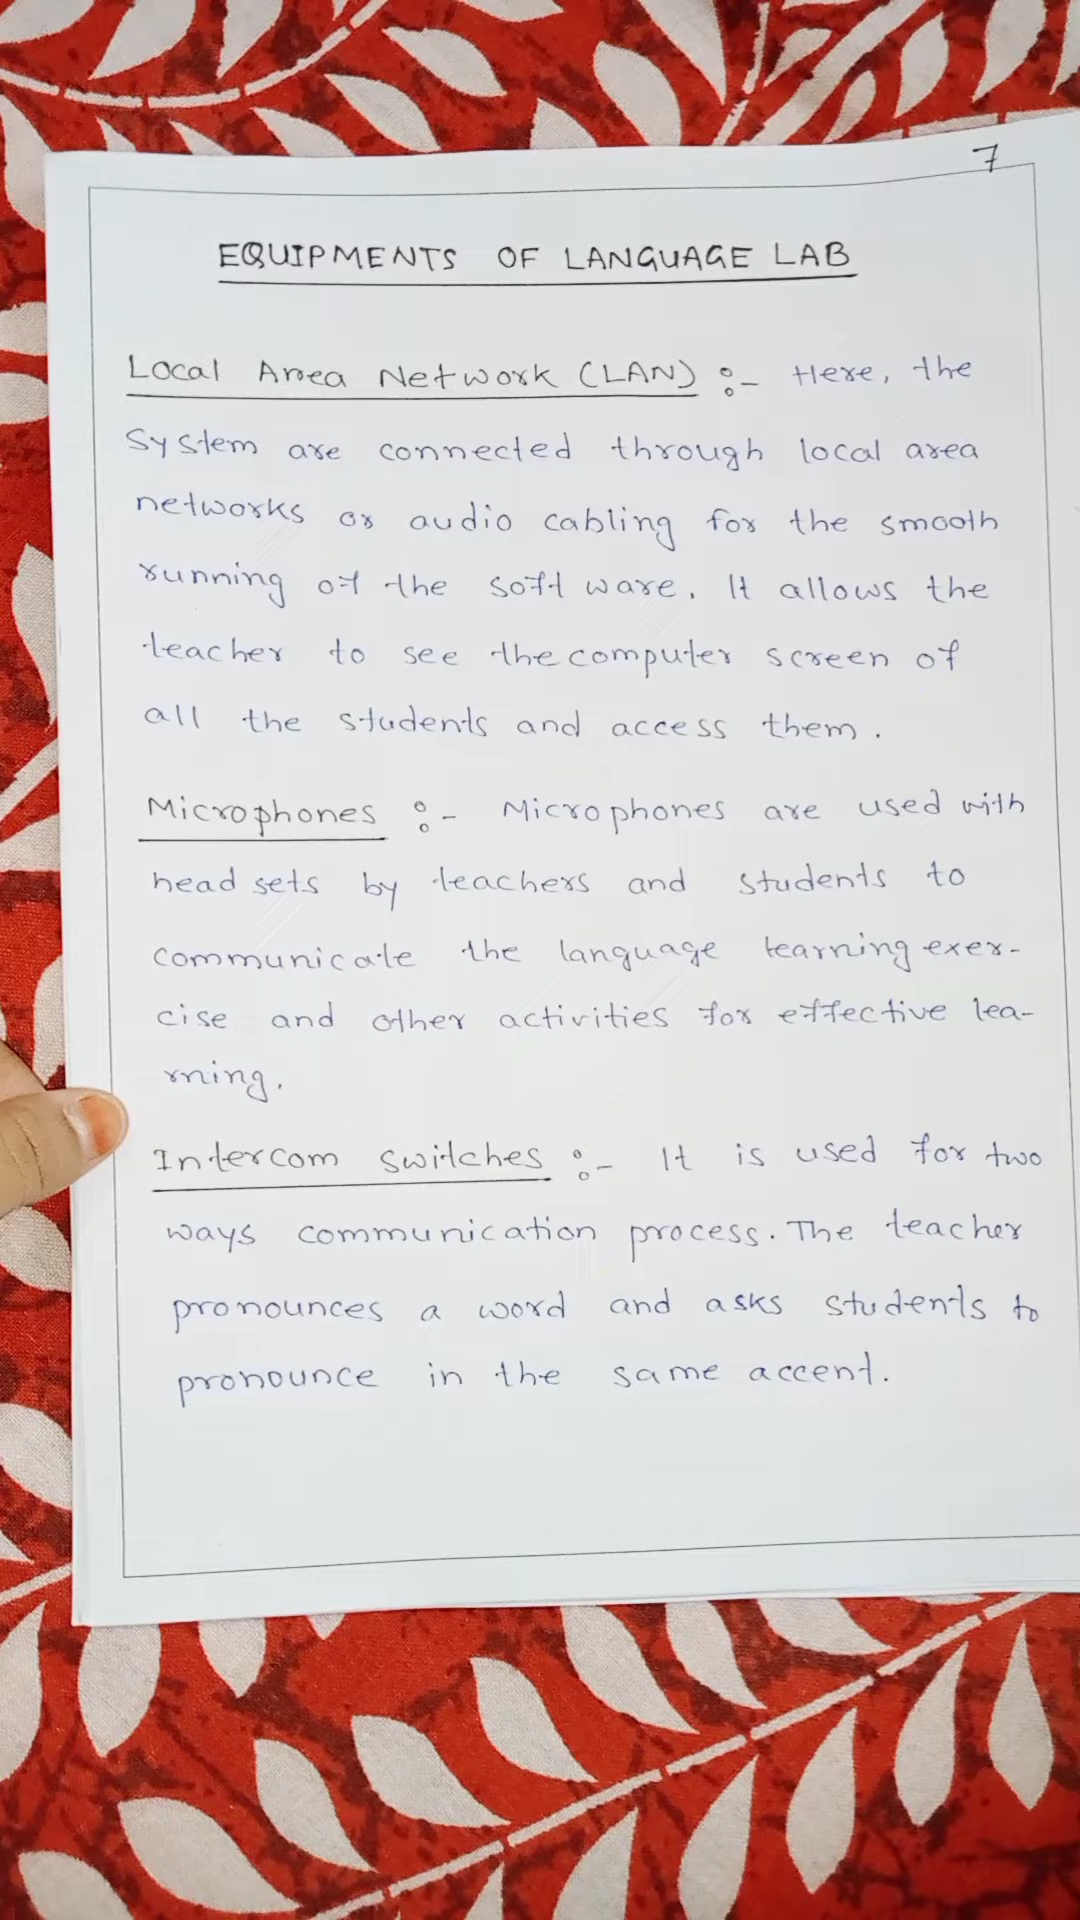 7
EQUIPMENTS OF LANGUAGE LAB
Local Area Network (LAN) :- Here, the
system are connected through local area
networks or audio cabling for the smooth
running of the soft ware. It allows the
teacher to see the computer screen of
all the students and access them.
Microphones :- Microphones are used with
head sets by teachers and students to
communicate the language learning exer-
cise and other activities for effective lea-
rning.
Intercom switches :- It is used for two
ways communication process. The teacher
pronounces a word and asks students to
pronounce in the same accent.